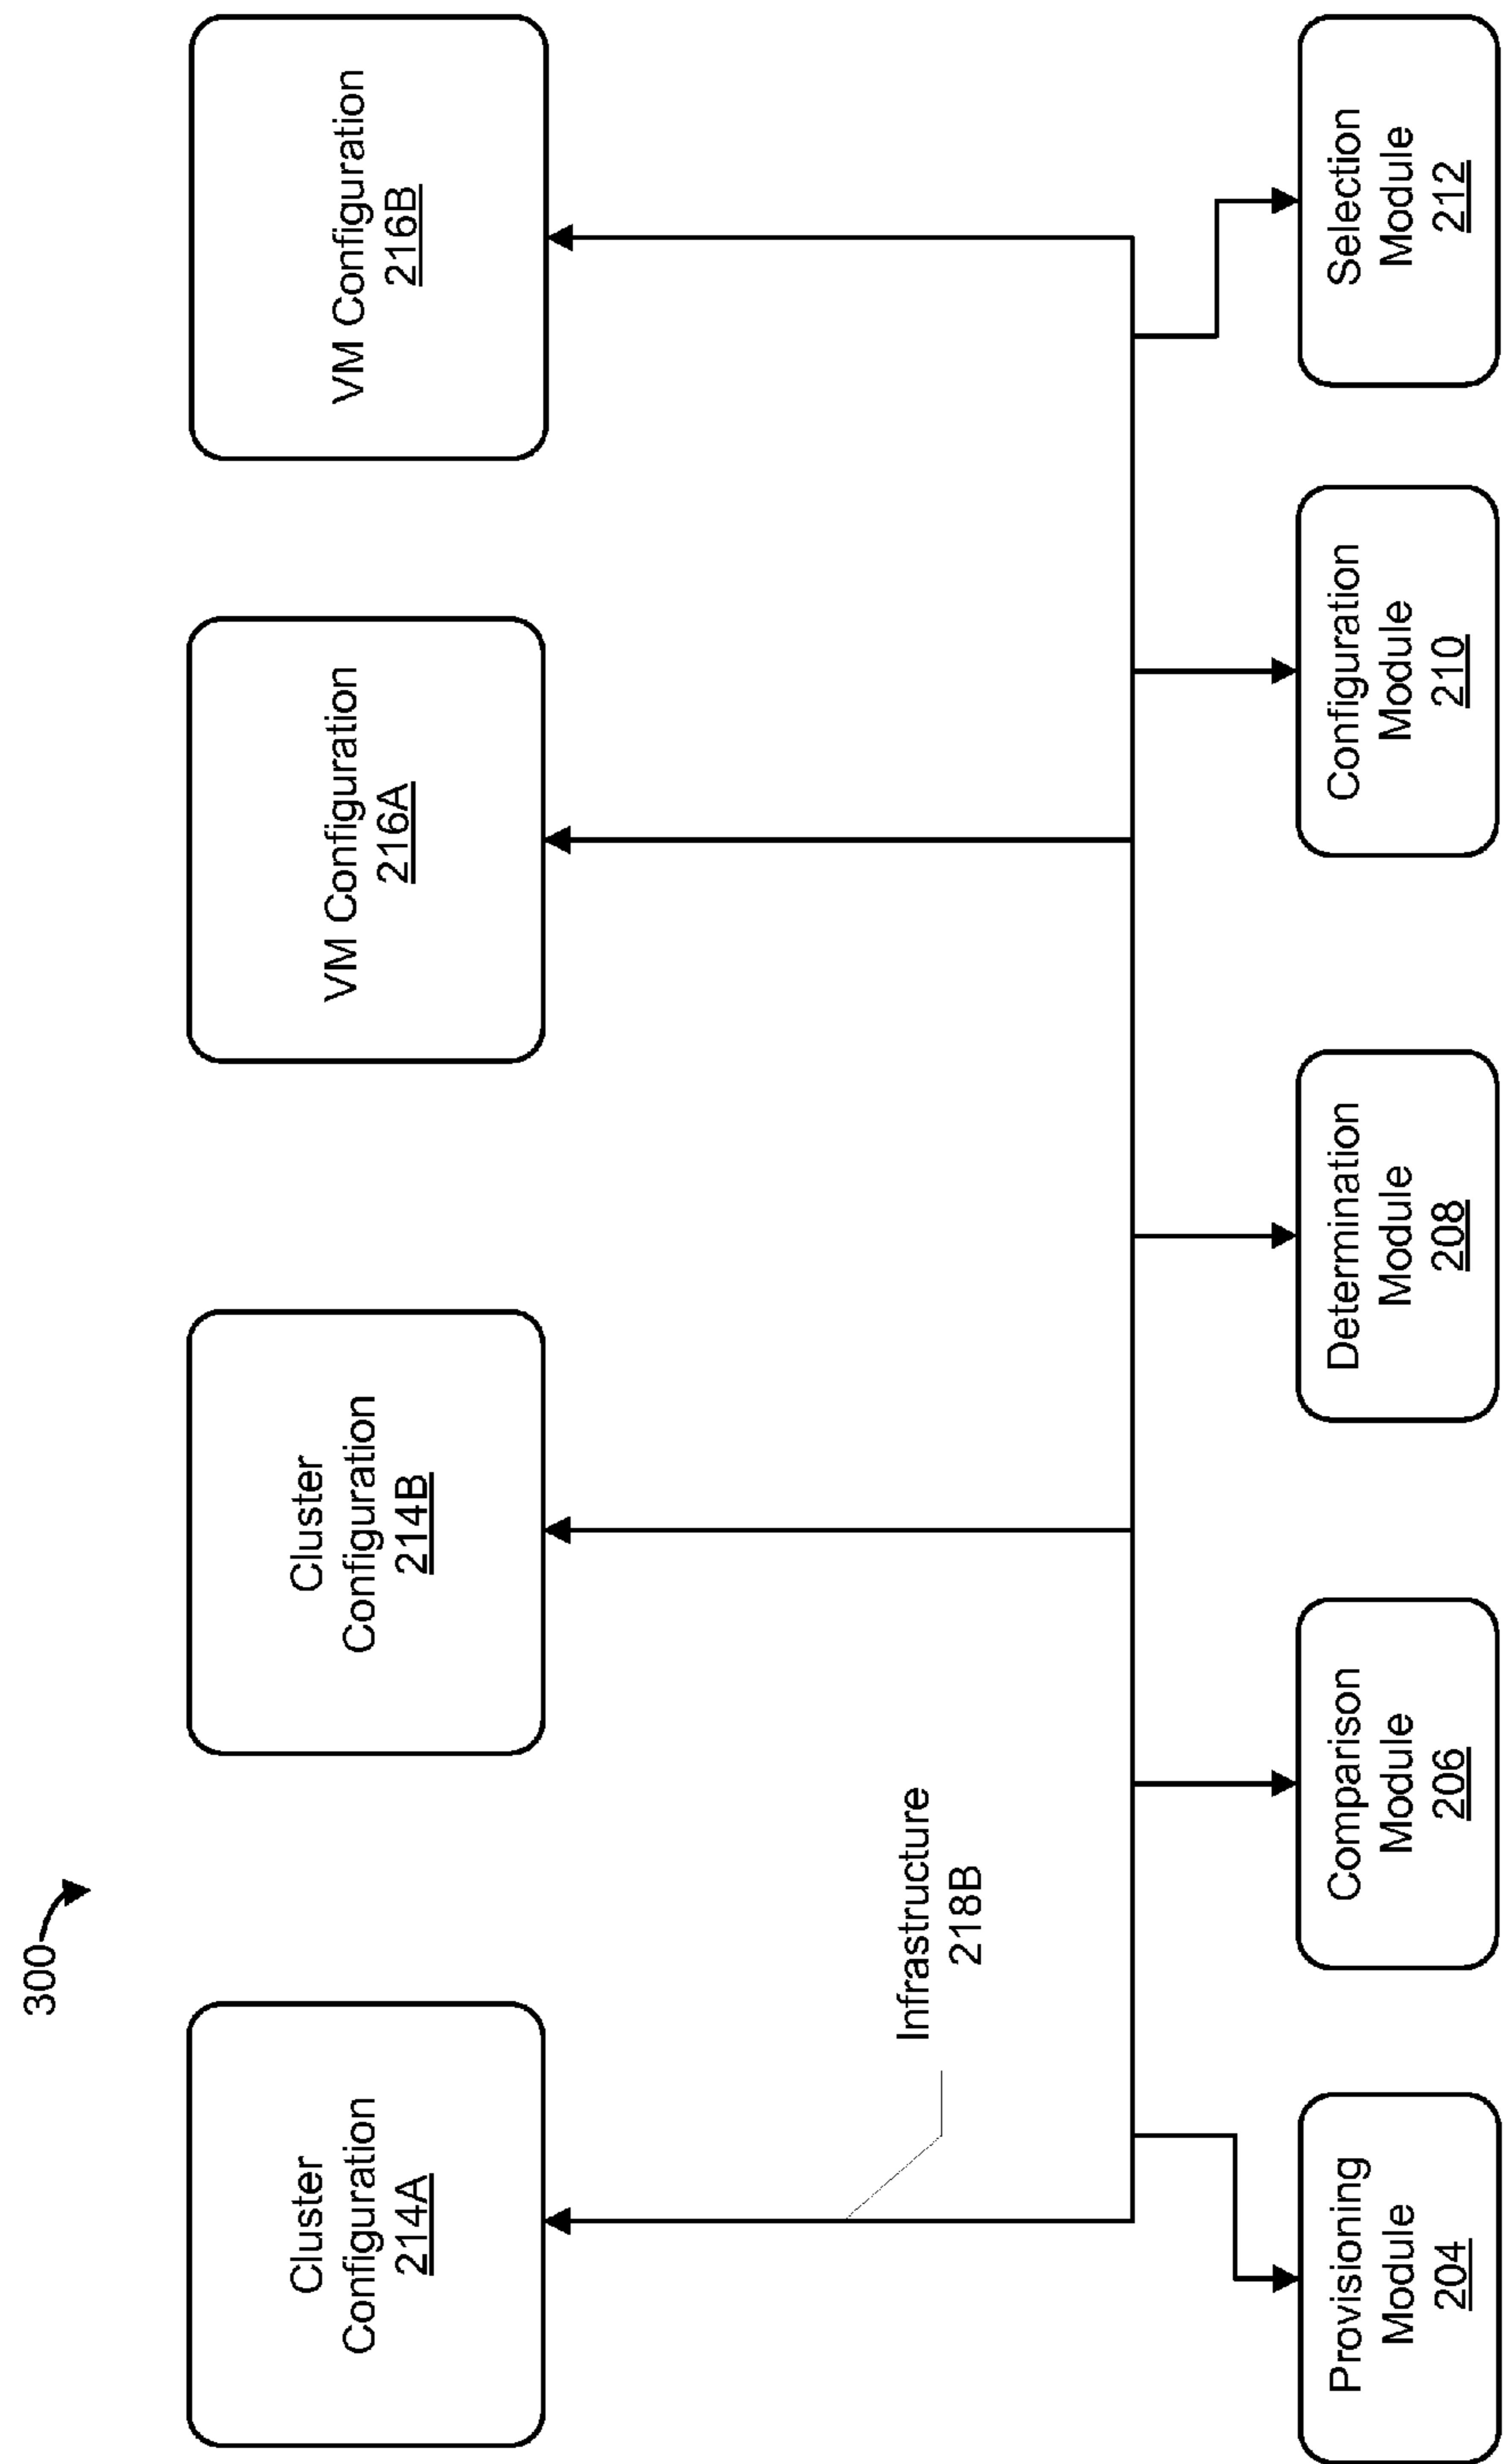 300
Cluster
Configuration
214A
Cluster
Configuration
214B
VM Configuration
216A
VM Configuration
216B
Infrastructure
218B
Provisioning
Module
204
Comparison
Module
206
Determination
Module
208
Configuration
Module
210
Selection
Module
212